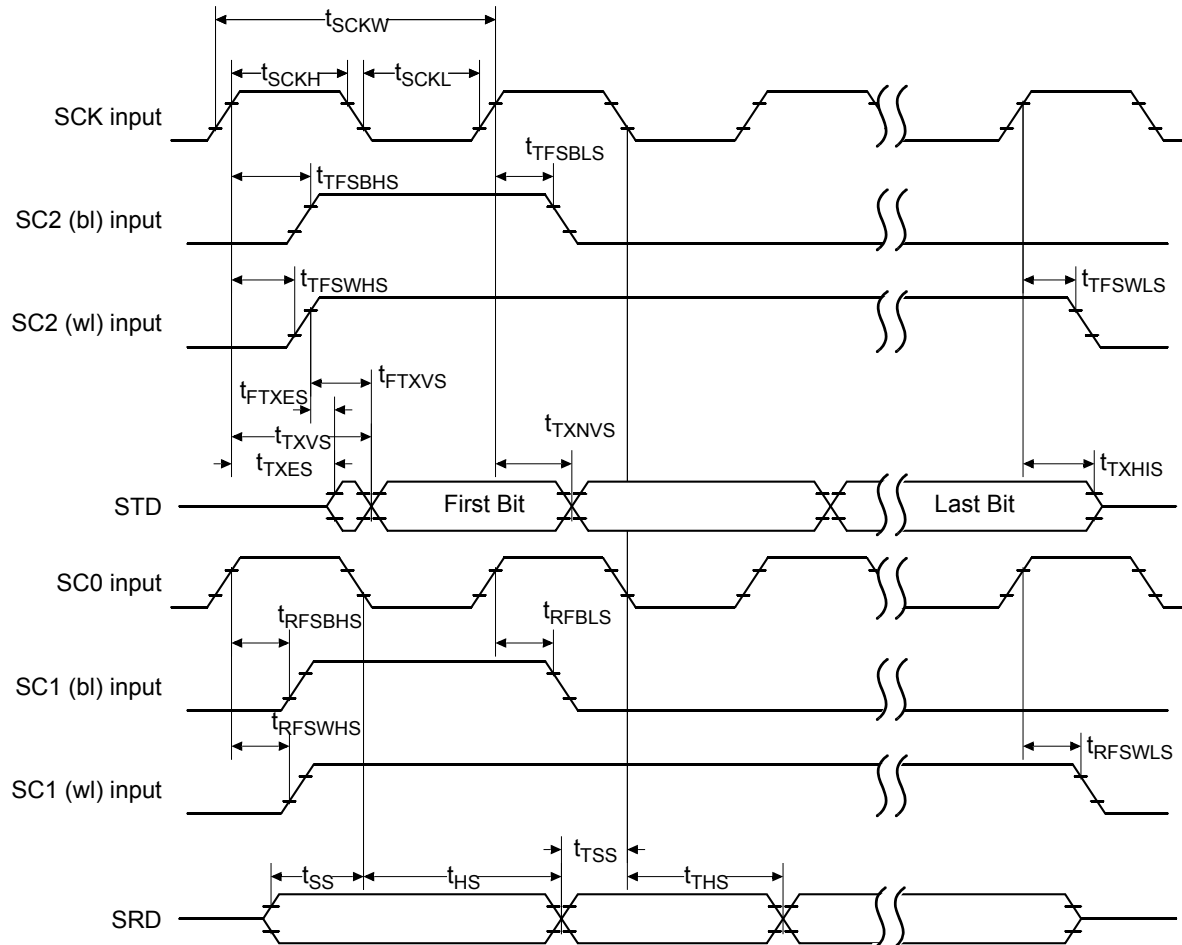 tSCKW
tSCKH
tSCKL
SCK input
tTFSBHS
tTFSBLS
SC2 (bl) input
tTFSWHS
tTFSWLS
SC2 (wl) input
tFTXES
tFTXVS
tTXVS
tTXNVS
tTXES
tTXHIS
STD
First Bit
Last Bit
SC0 input
tRFSBHS
tRFBLS
SC1 (bl) input
tRFSWHS
tRFSWLS
SC1 (wl) input
tTSS
tSS
tHS
tTHS
SRD